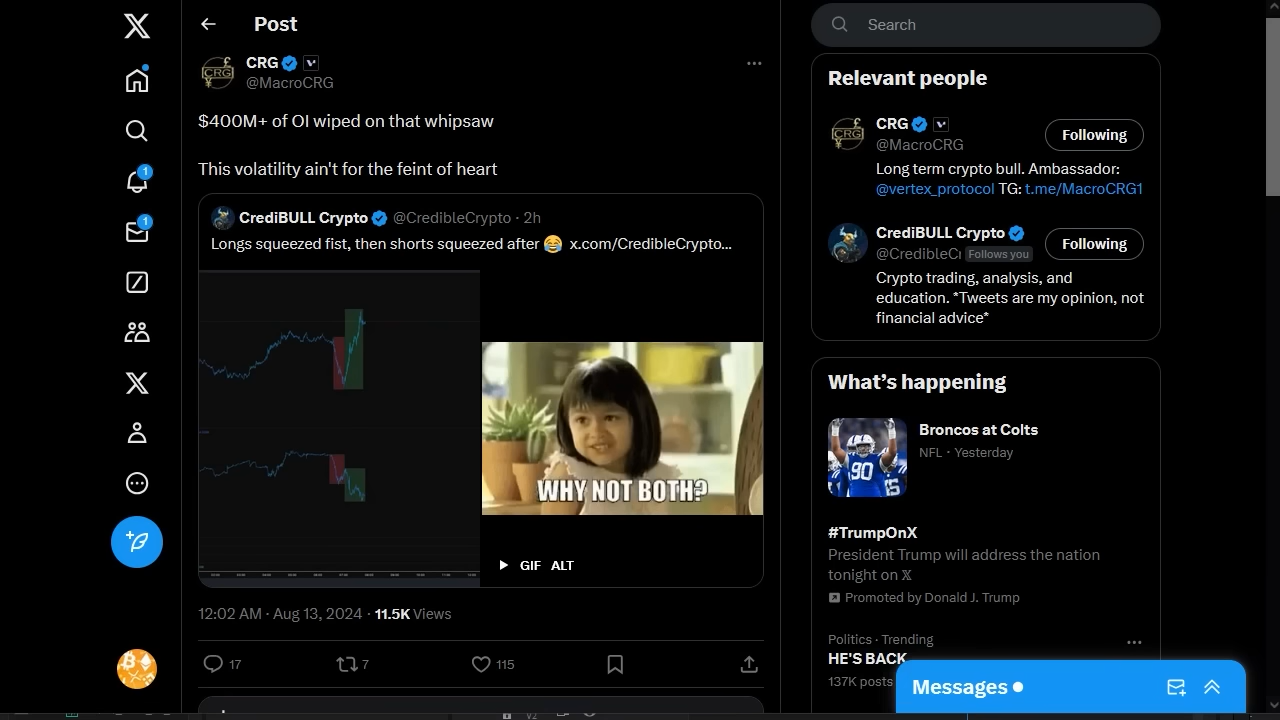 Post
Search
CRG
@MacroCRG
$400M+ of OI wiped on that whipsaw
This volatility ain't for the feint of heart
CrediBULL Crypto @CredibleCrypto · 2h
Longs squeezed fist, then shorts squeezed after 😂 x.com/CredibleCrypto...
WHY NOT BOTH?
GIF ALT
12:02 AM · Aug 13, 2024 · 11.5K Views
17 7 115
Relevant people
CRG
@MacroCRG
Following
Long term crypto bull. Ambassador:
@vertex_protocol TG: t.me/MacroCRG1
CrediBULL Crypto
@CredibleCr Follows you
Following
Crypto trading, analysis, and
education. *Tweets are my opinion, not
financial advice*
What's happening
Broncos at Colts
NFL · Yesterday
90
#TrumpOnX
President Trump will address the nation
tonight on 𝕏
Promoted by Donald J. Trump
Politics · Trending
HE'S BACK
137K posts
Messages
1
1